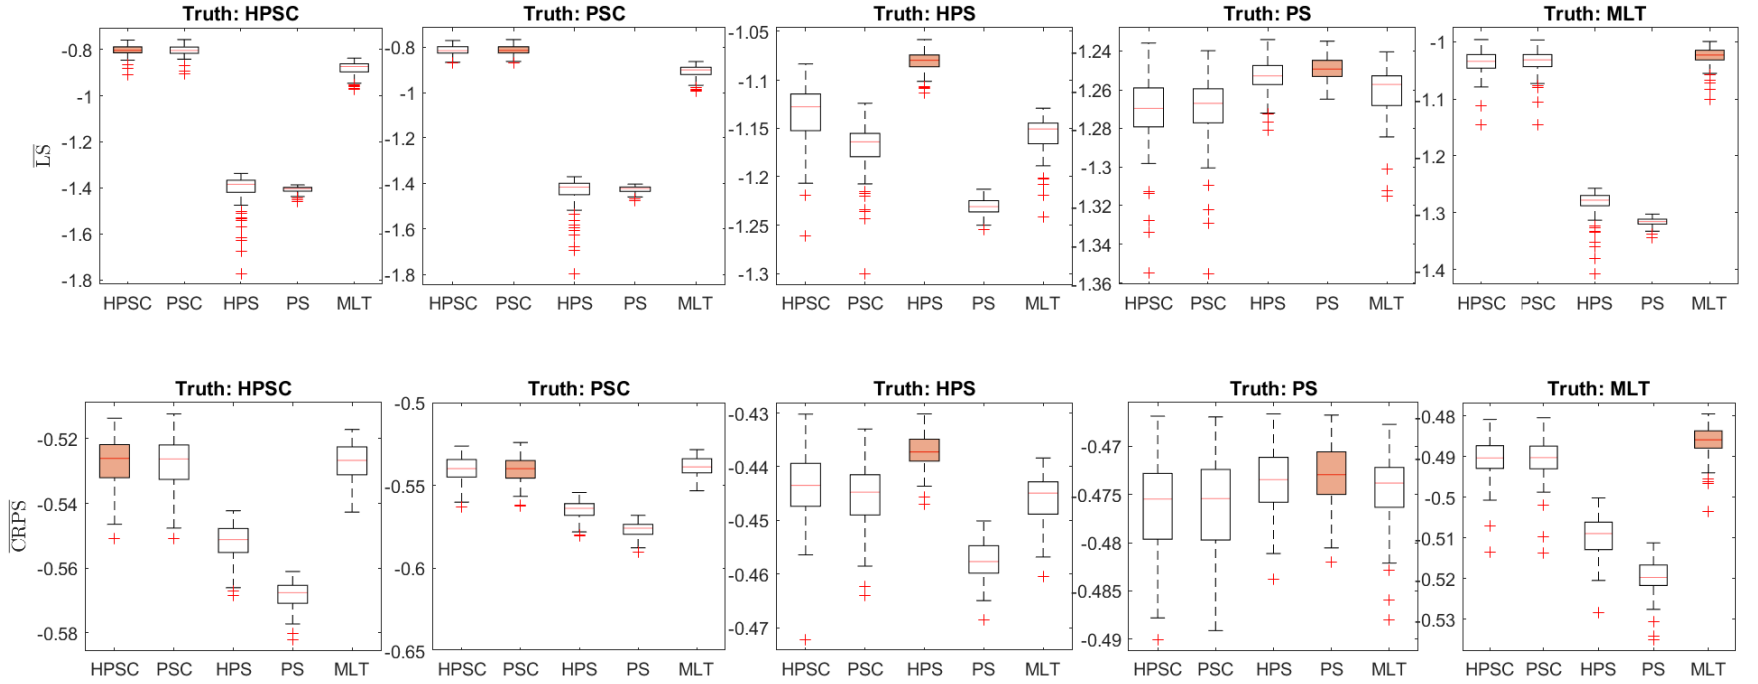 Truth: HPSC
Truth: PSC
Truth: HPS
Truth: PS
Truth: MLT
LS
-0.8
-1
-1.2
-1.4
-1.6
-1.8
HPSC PSC HPS PS MLT
-0.8
-1
-1.2
-1.4
-1.6
-1.8
HPSC PSC HPS PS MLT
-1.05
-1.1
-1.15
-1.2
-1.25
-1.3
HPSC PSC HPS PS MLT
-1.24
-1.26
-1.28
-1.3
-1.32
-1.34
-1.36
HPSC PSC HPS PS MLT
-1
-1.1
-1.2
-1.3
-1.4
HPSC PSC HPS PS MLT
Truth: HPSC
Truth: PSC
Truth: HPS
Truth: PS
Truth: MLT
CRPS
-0.52
-0.54
-0.56
-0.58
HPSC PSC HPS PS MLT
-0.5
-0.55
-0.6
-0.65
HPSC PSC HPS PS MLT
-0.43
-0.44
-0.45
-0.46
-0.47
HPSC PSC HPS PS MLT
-0.47
-0.475
-0.48
-0.485
-0.49
HPSC PSC HPS PS MLT
-0.48
-0.49
-0.5
-0.51
-0.52
-0.53
HPSC PSC HPS PS MLT